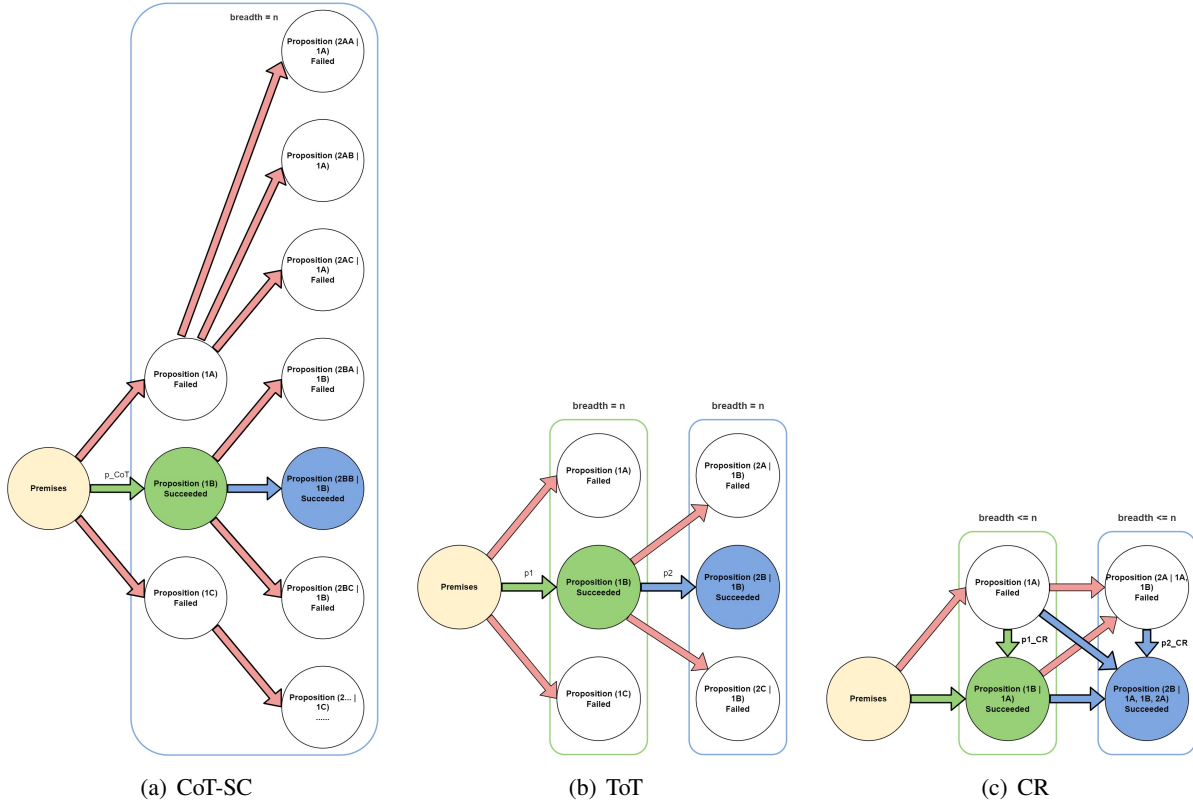 breadth = n
Proposition (2AA |
1A)
Failed
Proposition (2AB |
1A)
Proposition (2AC |
1A)
Failed
Proposition (1A)
Failed
Proposition (2BA |
1B)
Failed
Premises
p_CoT
Proposition (1B)
Succeeded
Proposition (2BB |
1B)
Succeeded
Proposition (1C)
Failed
Proposition (2BC |
1B)
Failed
Proposition (2... |
1C)
......
(a) CoT-SC
breadth = n
breadth = n
Proposition (1A)
Failed
Proposition (2A |
1B)
Failed
Premises
p1
Proposition (1B)
Succeeded
p2
Proposition (2B |
1B)
Succeeded
Proposition (1C)
Failed
Proposition (2C |
1B)
Failed
(b) ToT
breadth <= n
breadth <= n
Proposition (1A)
Failed
Proposition (2A | 1A,
1B)
Failed
p1_CR
p2_CR
Premises
Proposition (1B |
1A)
Succeeded
Proposition (2B |
1A, 1B, 2A)
Succeeded
(c) CR